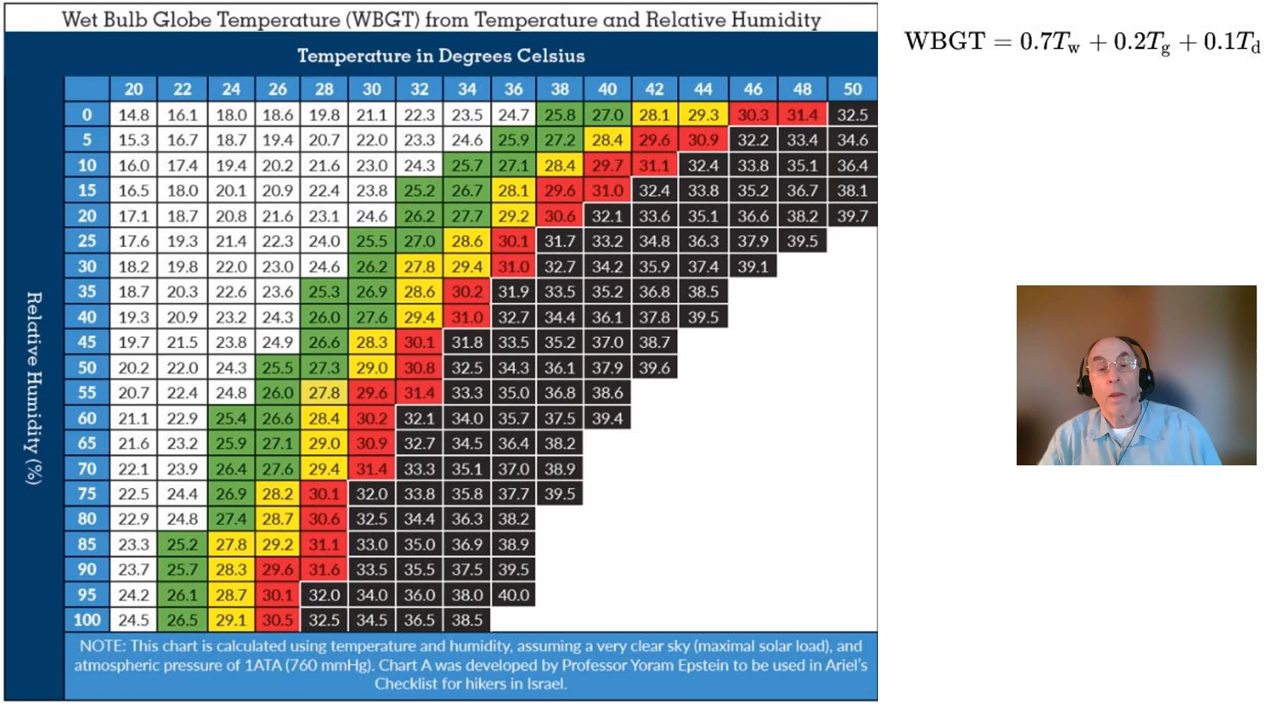 Wet Bulb Globe Temperature (WBGT) from Temperature and Relative Humidity
WBGT = 0.7Tw + 0.2Tg + 0.1Td
Temperature in Degrees Celsius
20 22 24 26 28 30 32 34 36 38 40 42 44 46 48 50
Relative Humidity (%)
0 14.8 16.1 18.0 18.6 19.8 21.1 22.3 23.5 24.7 25.8 27.0 28.1 29.3 30.3 31.4 32.5
5 15.3 16.7 18.7 19.4 20.7 22.0 23.3 24.6 25.9 27.2 28.4 29.6 30.9 32.2 33.4 34.6
10 16.0 17.4 19.4 20.2 21.6 23.0 24.3 25.7 27.1 28.4 29.7 31.1 32.4 33.8 35.1 36.4
15 16.5 18.0 20.1 20.9 22.4 23.8 25.2 26.7 28.1 29.6 31.0 32.4 33.8 35.2 36.7 38.1
20 17.1 18.7 20.8 21.6 23.1 24.6 26.2 27.7 29.2 30.6 32.1 33.6 35.1 36.6 38.2 39.7
25 17.6 19.3 21.4 22.3 24.0 25.5 27.0 28.6 30.1 31.7 33.2 34.8 36.3 37.9 39.5
30 18.2 19.8 22.0 23.0 24.6 26.2 27.8 29.4 31.0 32.7 34.2 35.9 37.4 39.1
35 18.7 20.3 22.6 23.6 25.3 26.9 28.6 30.2 31.9 33.5 35.2 36.8 38.5
40 19.3 20.9 23.2 24.3 26.0 27.6 29.4 31.0 32.7 34.4 36.1 37.8 39.5
45 19.7 21.5 23.8 24.9 26.6 28.3 30.1 31.8 33.5 35.2 37.0 38.7
50 20.2 22.0 24.3 25.5 27.3 29.0 30.8 32.5 34.3 36.1 37.9 39.6
55 20.7 22.4 24.8 26.0 27.8 29.6 31.4 33.3 35.0 36.8 38.6
60 21.1 22.9 25.4 26.6 28.4 30.2 32.1 34.0 35.7 37.5 39.4
65 21.6 23.2 25.9 27.1 29.0 30.9 32.7 34.5 36.4 38.2
70 22.1 23.9 26.4 27.6 29.4 31.4 33.3 35.1 37.0 38.9
75 22.5 24.4 26.9 28.2 30.1 32.0 33.8 35.8 37.7 39.5
80 22.9 24.8 27.4 28.7 30.6 32.5 34.4 36.3 38.2
85 23.3 25.2 27.8 29.2 31.1 33.0 35.0 36.9 38.9
90 23.7 25.7 28.3 29.6 31.6 33.5 35.5 37.5 39.5
95 24.2 26.1 28.7 30.1 32.0 34.0 36.0 38.0 40.0
100 24.5 26.5 29.1 30.5 32.5 34.5 36.5 38.5
NOTE: This chart is calculated using temperature and humidity, assuming a very clear sky (maximal solar load), and
atmospheric pressure of 1ATA (760 mmHg). Chart A was developed by Professor Yoram Epstein to be used in Ariel's
Checklist for hikers in Israel.